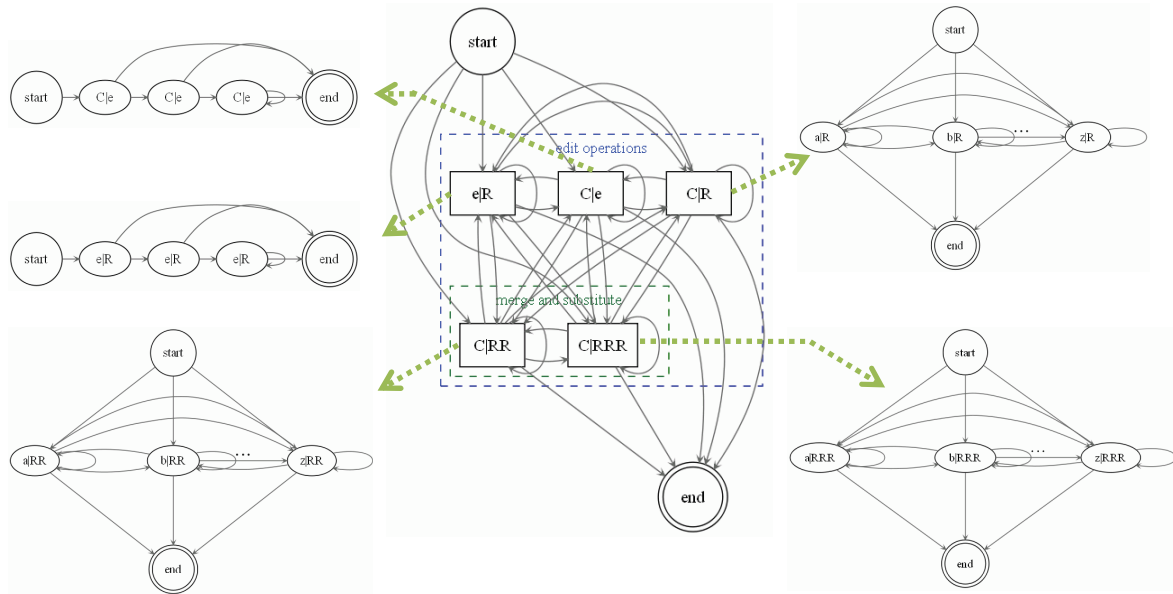 start
C|e
C|e
C|e
end
start
e|R
e|R
e|R
end
start
a|RR
b|RR
...
z|RR
end
start
edit operations
e|R
C|e
C|R
merge and substitute
C|RR
C|RRR
end
start
a|R
b|R
...
z|R
end
start
a|RRR
b|RRR
...
z|RRR
end